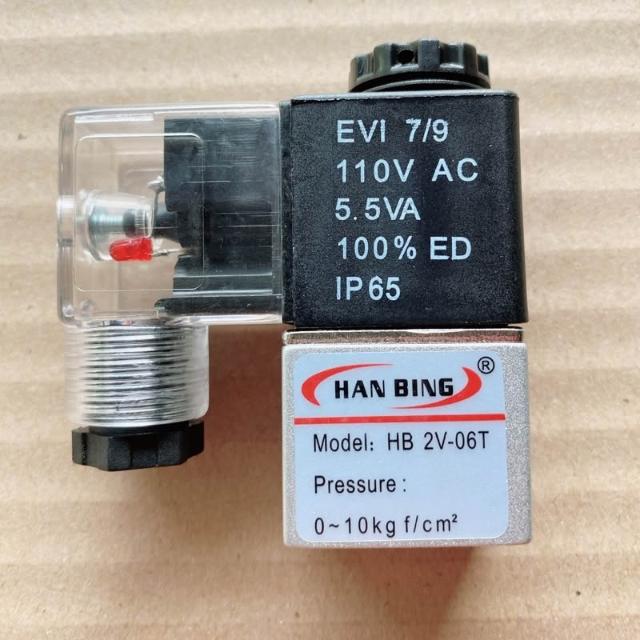 EVI 7/9
110V AC
5.5VA
100% ED
IP65
HAN BING ®
Model: HB 2V-06T
Pressure:
0~10kg f/cm²